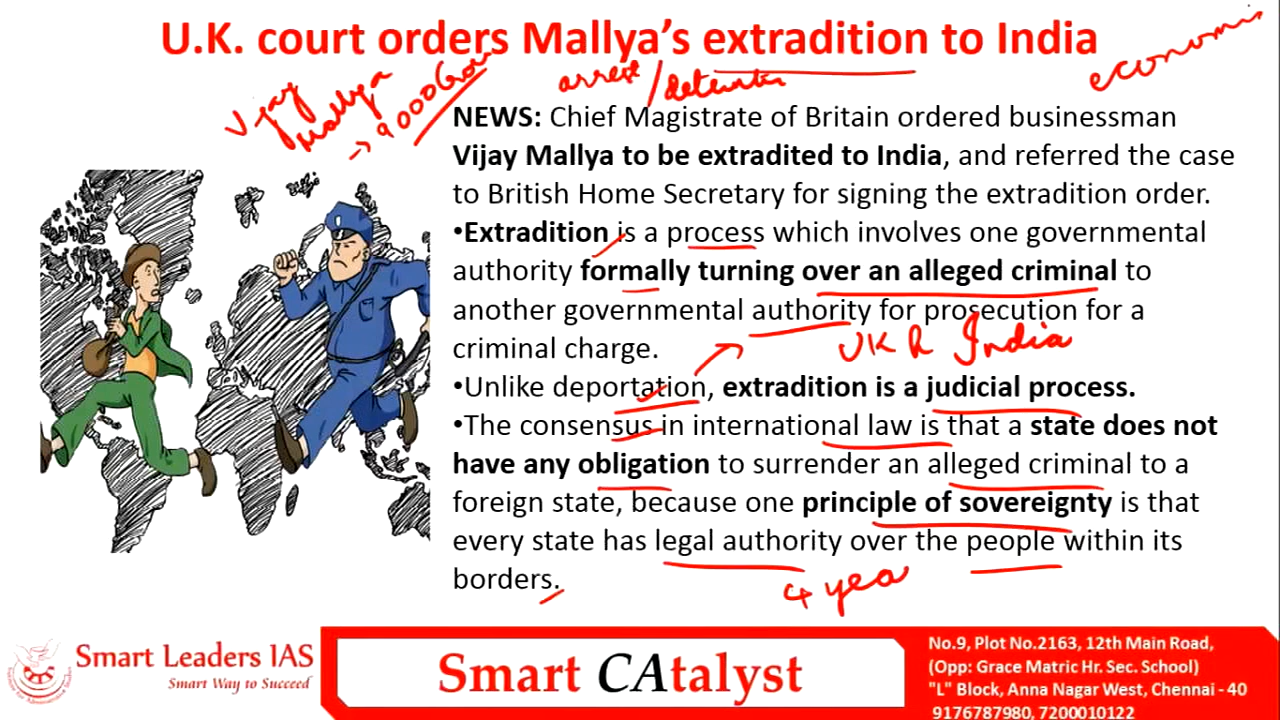 U.K. court orders Mallya's extradition to India
economi
Vijay
Mallya
→ 9000 Crore
arrest / detention
NEWS: Chief Magistrate of Britain ordered businessman
Vijay Mallya to be extradited to India, and referred the case
to British Home Secretary for signing the extradition order.
•Extradition is a process which involves one governmental
authority formally turning over an alleged criminal to
another governmental authority for prosecution for a
criminal charge.
UK R India
•Unlike deportation, extradition is a judicial process.
•The consensus in international law is that a state does not
have any obligation to surrender an alleged criminal to a
foreign state, because one principle of sovereignty is that
every state has legal authority over the people within its
borders.
4 yea
Smart Leaders IAS
Smart Way to Succeed
Smart CAtalyst
No.9, Plot No.2163, 12th Main Road,
(Opp: Grace Matric Hr. Sec. School)
"L" Block, Anna Nagar West, Chennai - 40
9176787980, 7200010122